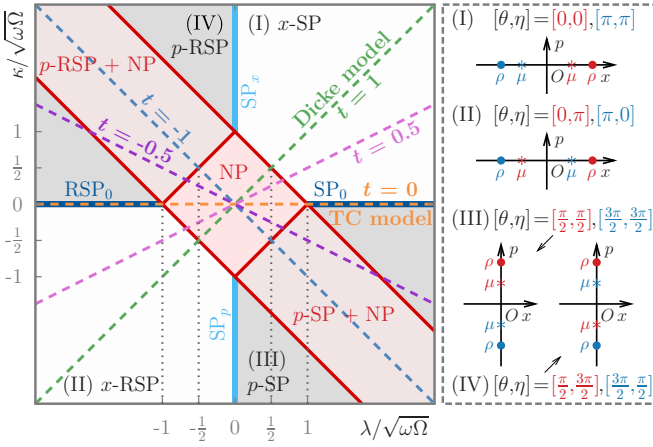 κ/√ωΩ
(IV)
p-RSP
(I) x-SP
p-RSP + NP
SP_x
Dicke model
t = 1
t = -1
t = 0.5
t = -0.5
NP
1
1/2
0
-1/2
-1
RSP₀
SP₀
t = 0
TC model
SP_p
p-SP + NP
(II) x-RSP
(III)
p-SP
-1
-1/2
0
1/2
1
λ/√ωΩ
(I) [θ,η]=[0,0],[π,π]
p
ρ μ O μ x ρ
(II) [θ,η]=[0,π],[π,0]
p
ρ μ O μ x ρ
(III) [θ,η]=[π/2,π/2],[3π/2,3π/2]
p p
ρ ρ
μ μ
O x O x
μ μ
ρ ρ
(IV) [θ,η]=[π/2,3π/2],[3π/2,π/2]